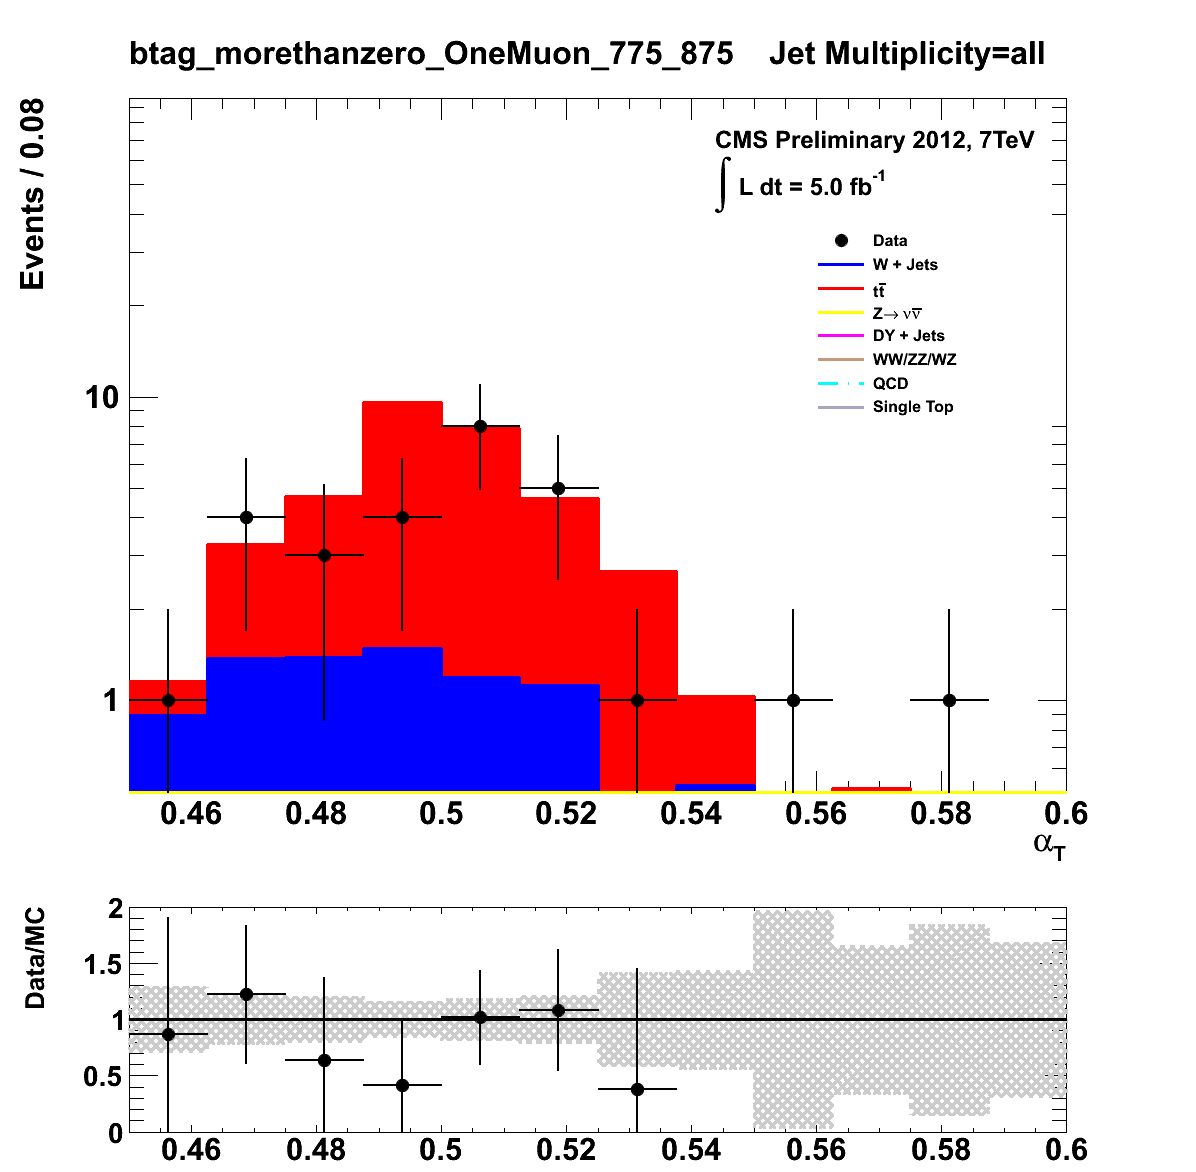 btag_morethanzero_OneMuon_775_875 Jet Multiplicity=all
Events / 0.08
CMS Preliminary 2012, 7TeV
∫ L dt = 5.0 fb⁻¹
Data
W + Jets
tt̅
Z→ νν̅
DY + Jets
WW/ZZ/WZ
QCD
Single Top
10
1
0.46 0.48 0.5 0.52 0.54 0.56 0.58 0.6
α_T
Data/MC
2
1.5
1
0.5
0
0.46 0.48 0.5 0.52 0.54 0.56 0.58 0.6